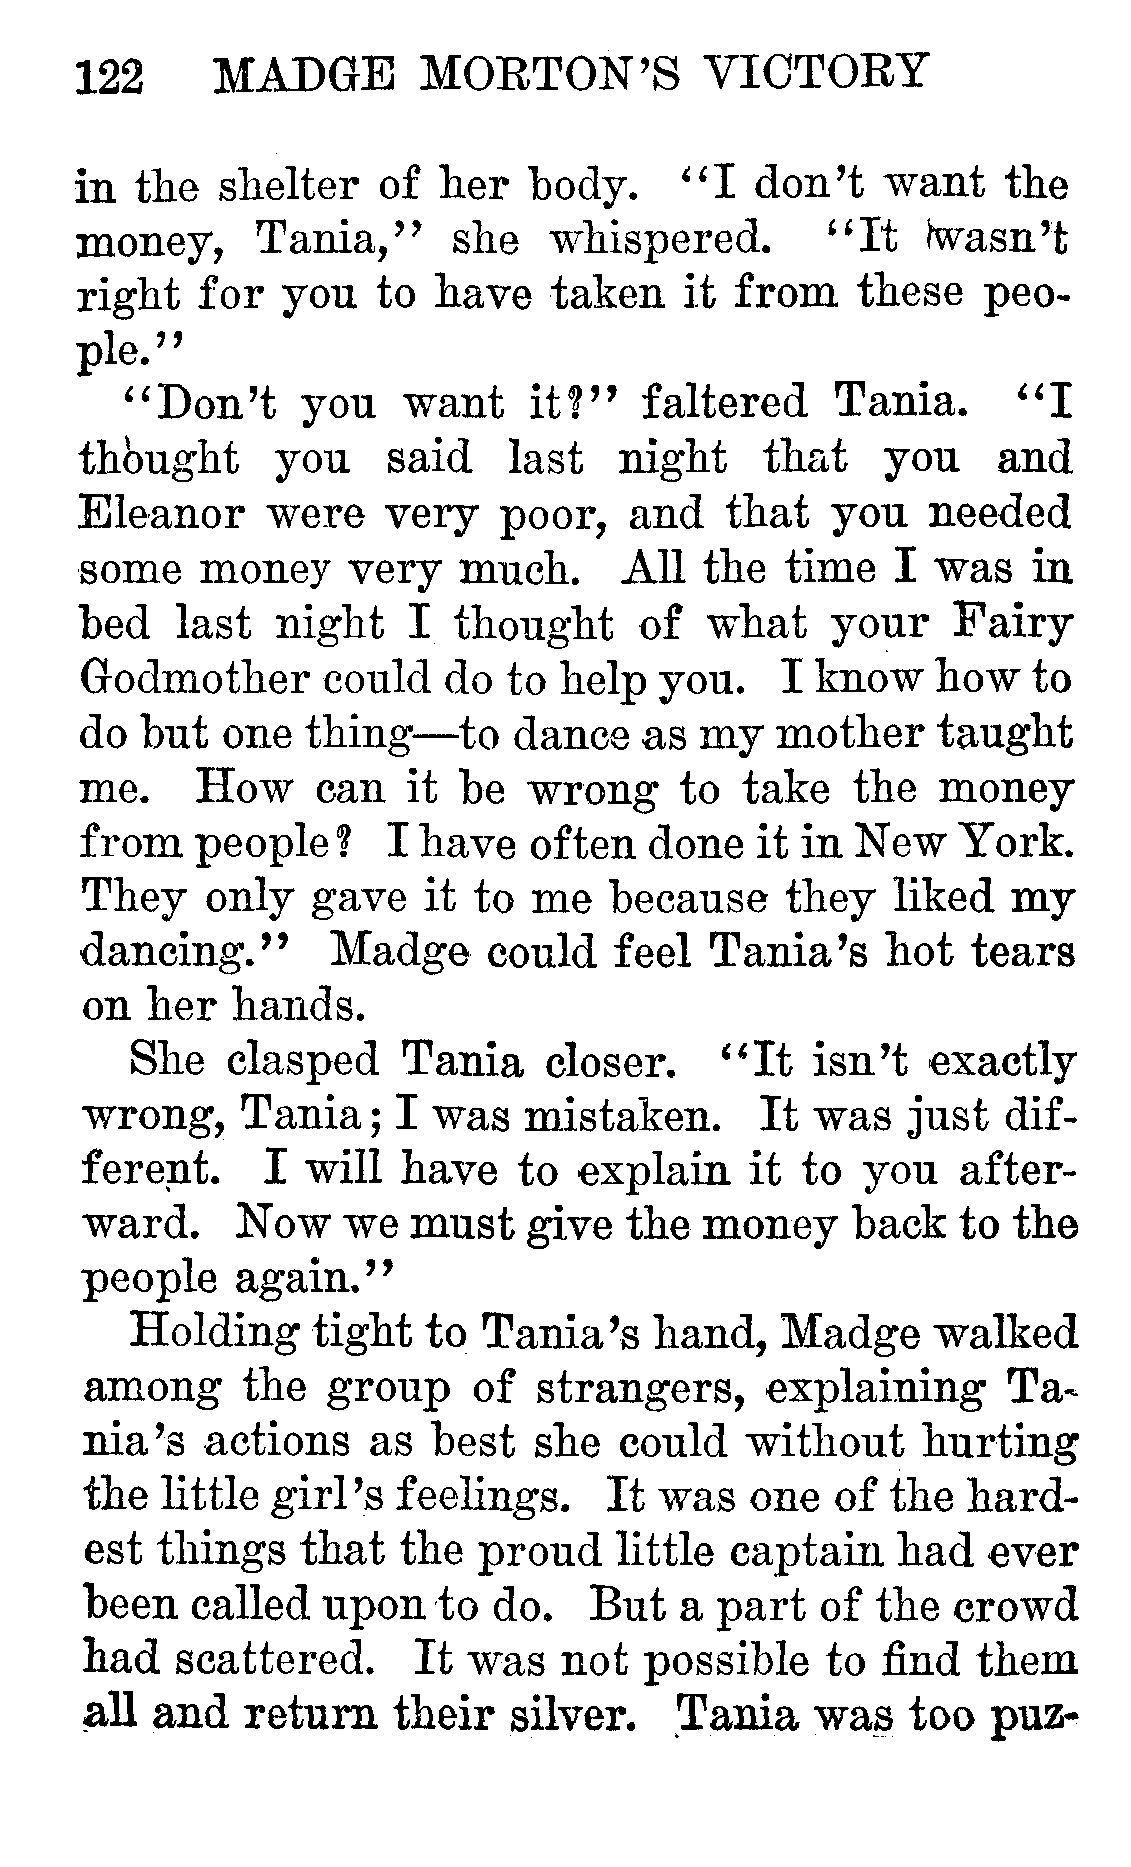 122 MADGE MORTON'S VICTORY
in the shelter of her body. "I don't want the
money, Tania," she whispered. "It wasn't
right for you to have taken it from these peo-
ple."
"Don't you want it?" faltered Tania. "I
thought you said last night that you and
Eleanor were very poor, and that you needed
some money very much. All the time I was in
bed last night I thought of what your Fairy
Godmother could do to help you. I know how to
do but one thing—to dance as my mother taught
me. How can it be wrong to take the money
from people? I have often done it in New York.
They only gave it to me because they liked my
dancing." Madge could feel Tania's hot tears
on her hands.
She clasped Tania closer. "It isn't exactly
wrong, Tania; I was mistaken. It was just dif-
ferent. I will have to explain it to you after-
ward. Now we must give the money back to the
people again."
Holding tight to Tania's hand, Madge walked
among the group of strangers, explaining Ta-
nia's actions as best she could without hurting
the little girl's feelings. It was one of the hard-
est things that the proud little captain had ever
been called upon to do. But a part of the crowd
had scattered. It was not possible to find them
all and return their silver. Tania was too puz-